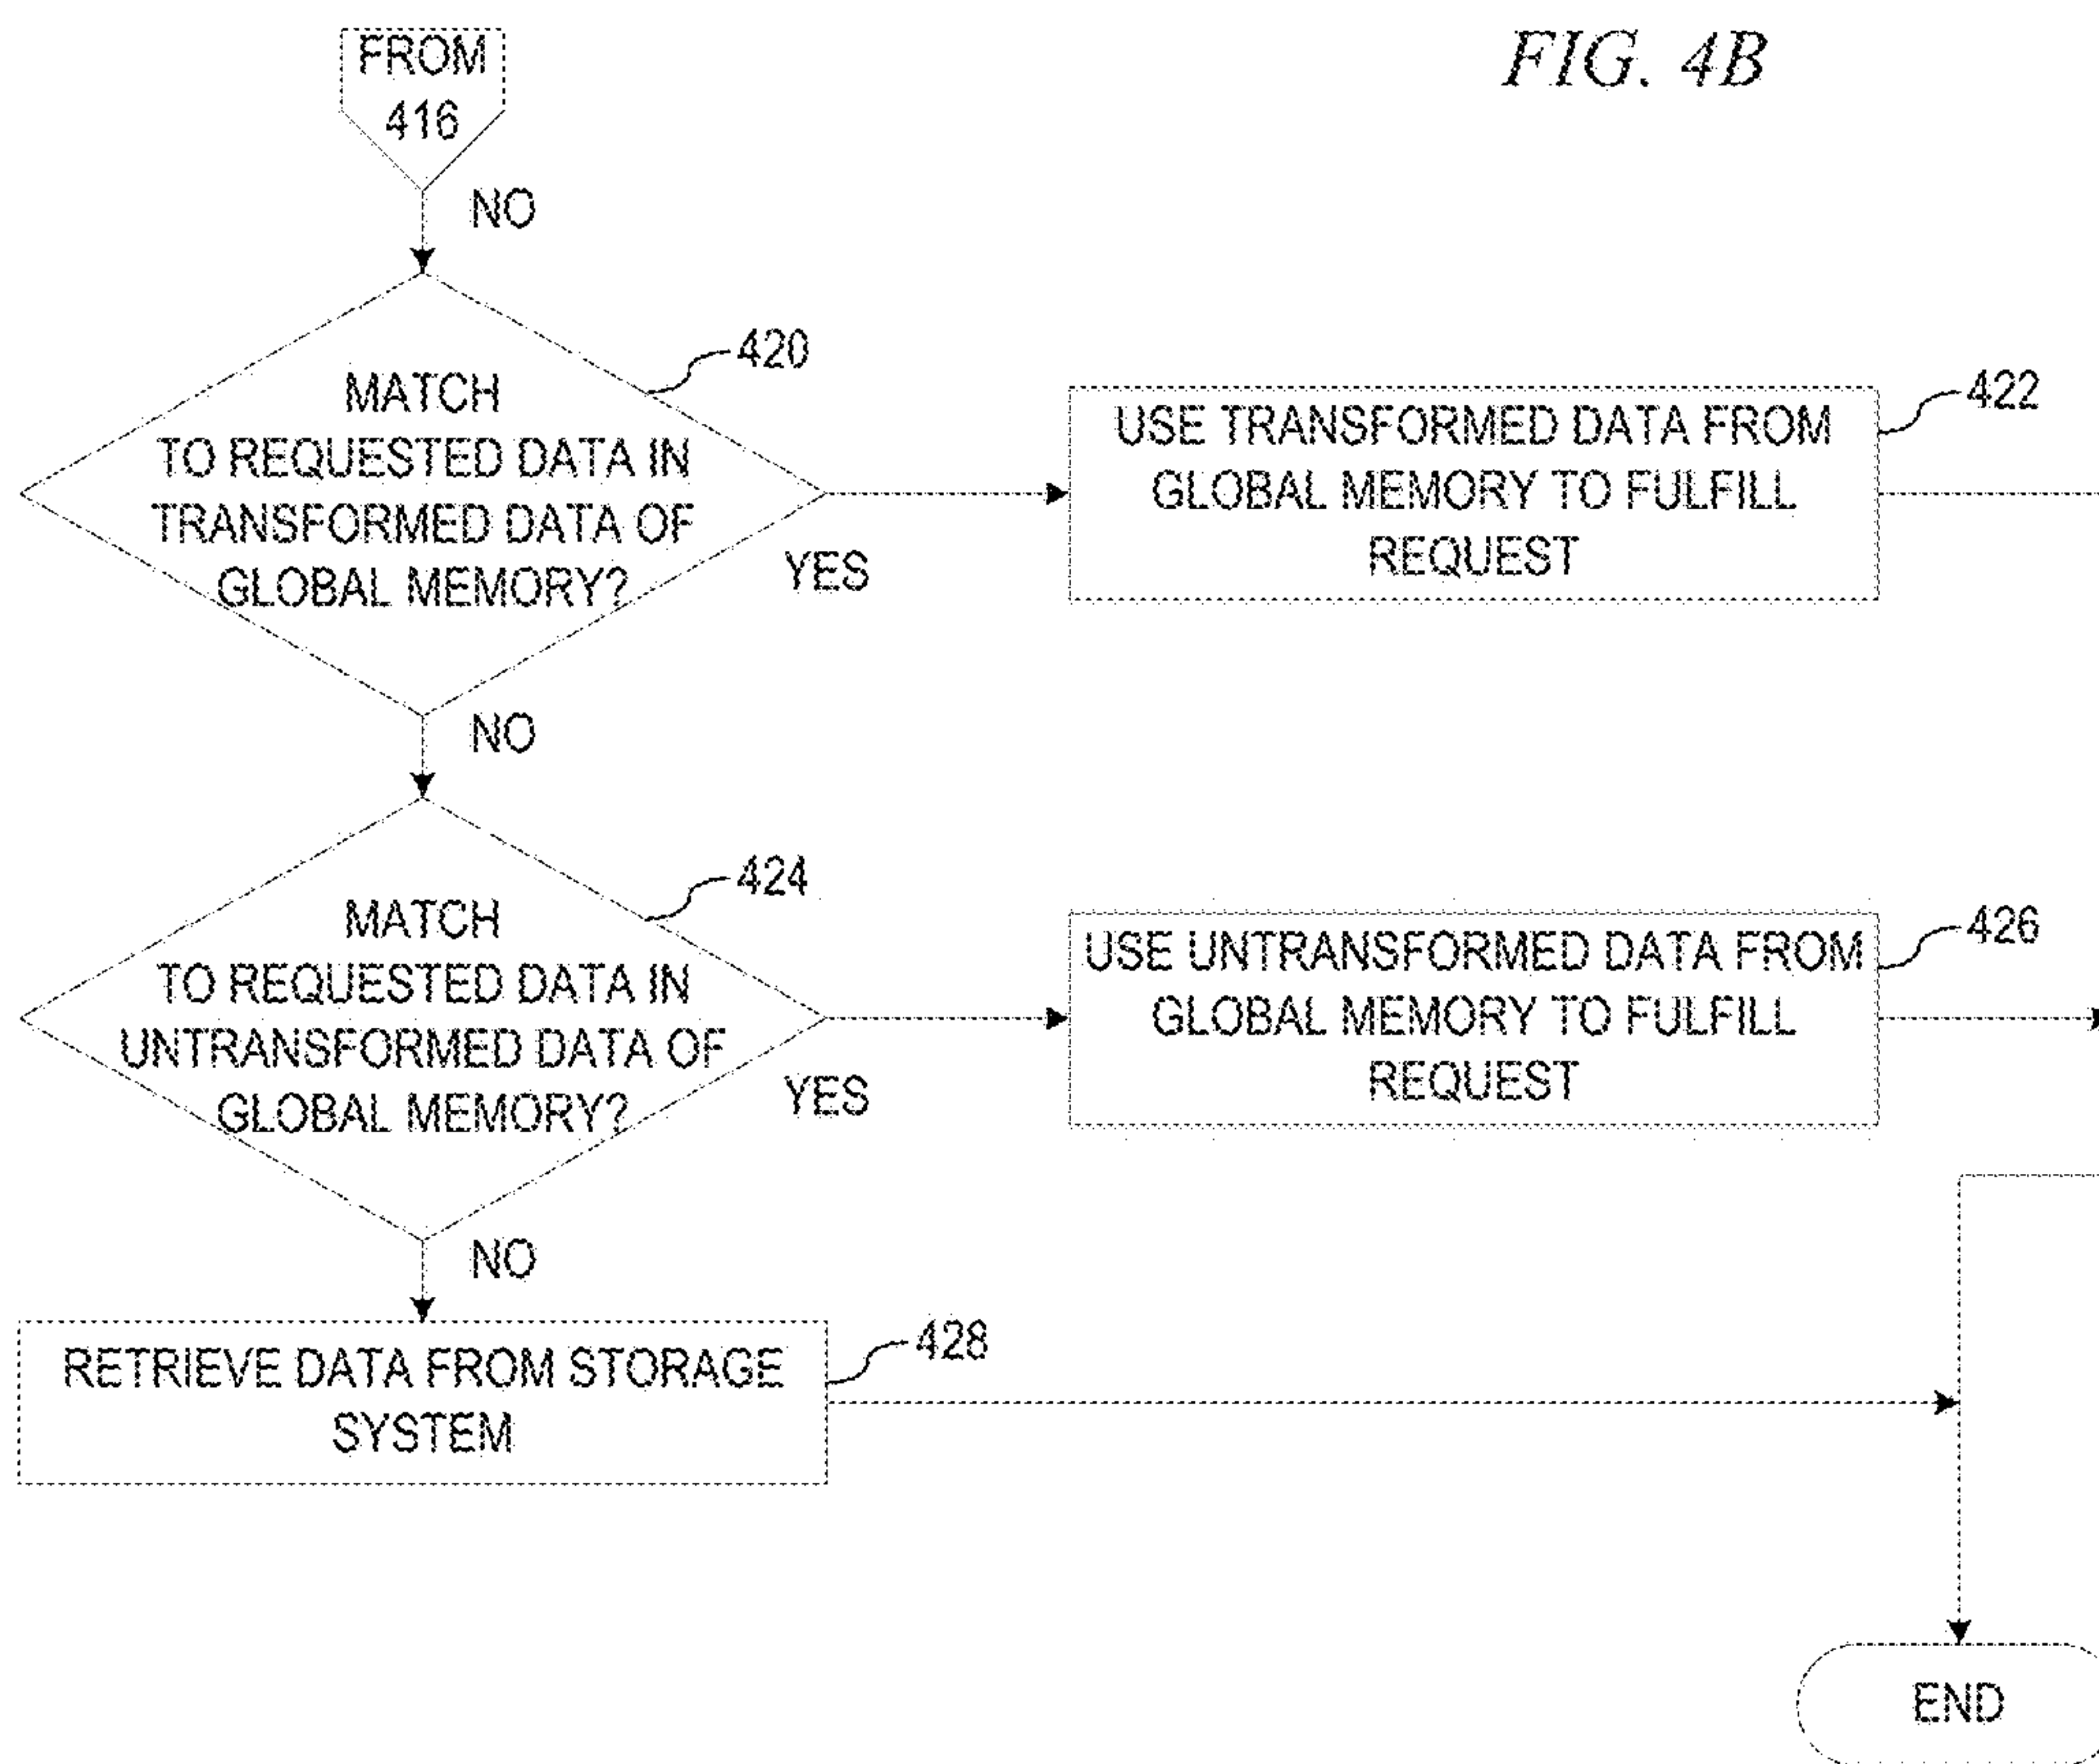 FIG. 4B
FROM
416
NO
420
MATCH
TO REQUESTED DATA IN
TRANSFORMED DATA OF
GLOBAL MEMORY?
YES
422
USE TRANSFORMED DATA FROM
GLOBAL MEMORY TO FULFILL
REQUEST
NO
424
MATCH
TO REQUESTED DATA IN
UNTRANSFORMED DATA OF
GLOBAL MEMORY?
YES
426
USE UNTRANSFORMED DATA FROM
GLOBAL MEMORY TO FULFILL
REQUEST
NO
428
RETRIEVE DATA FROM STORAGE
SYSTEM
END